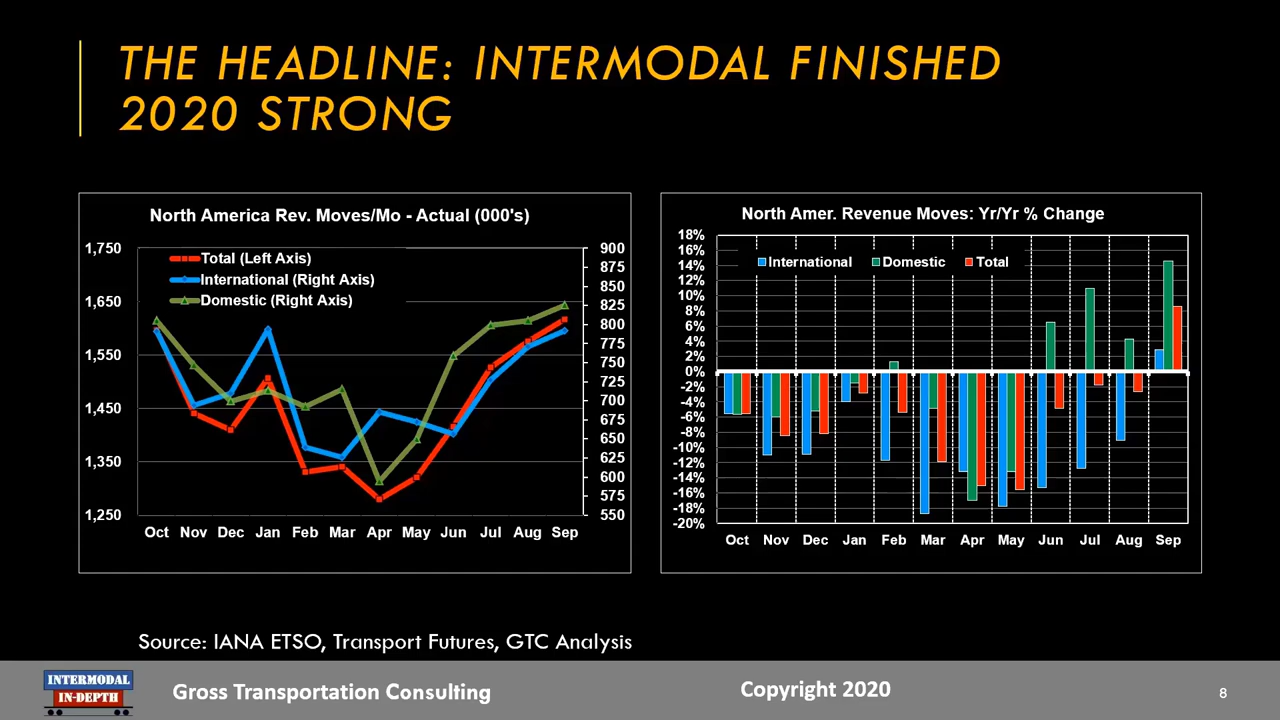 THE HEADLINE: INTERMODAL FINISHED
2020 STRONG
North America Rev. Moves/Mo - Actual (000's)
Total (Left Axis)
International (Right Axis)
Domestic (Right Axis)
1,750
1,650
1,550
1,450
1,350
1,250
900
875
850
825
800
775
750
725
700
675
650
625
600
575
550
Oct Nov Dec Jan Feb Mar Apr May Jun Jul Aug Sep
North Amer. Revenue Moves: Yr/Yr % Change
International Domestic Total
18%
16%
14%
12%
10%
8%
6%
4%
2%
0%
-2%
-4%
-6%
-8%
-10%
-12%
-14%
-16%
-18%
-20%
Oct Nov Dec Jan Feb Mar Apr May Jun Jul Aug Sep
Source: IANA ETSO, Transport Futures, GTC Analysis
INTERMODAL
IN-DEPTH
Gross Transportation Consulting
Copyright 2020
8